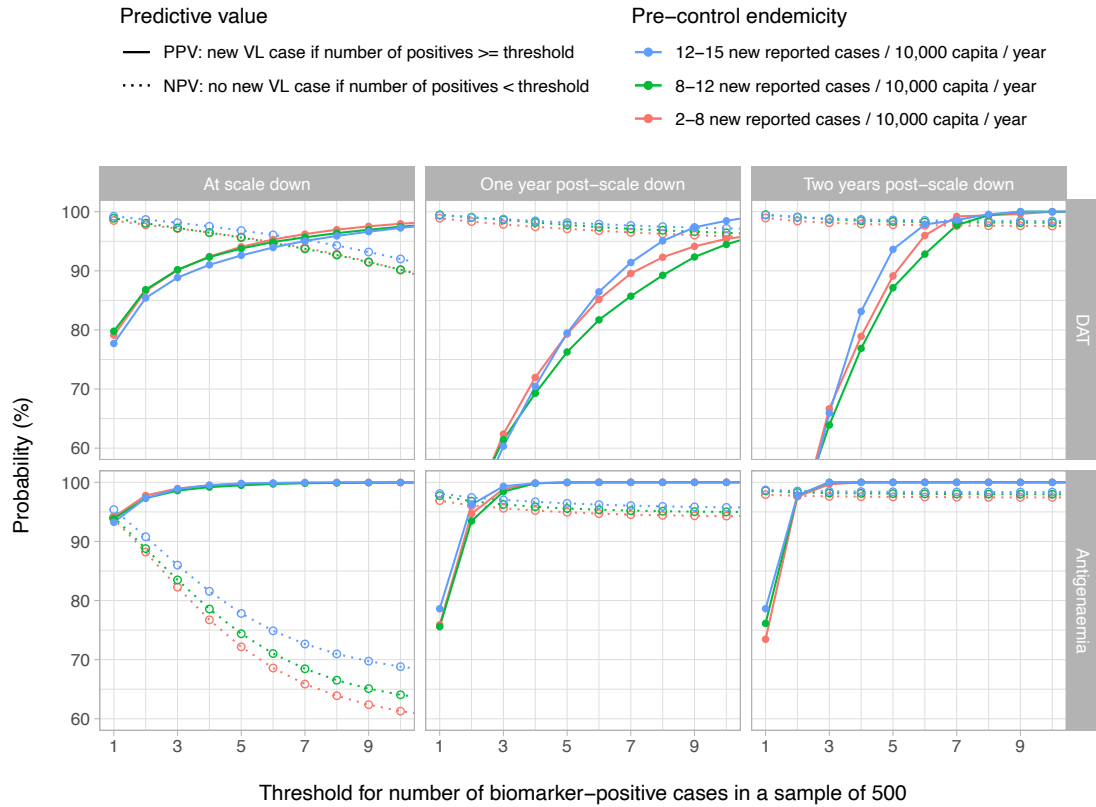 Predictive value
PPV: new VL case if number of positives >= threshold
NPV: no new VL case if number of positives < threshold
Pre−control endemicity
12−15 new reported cases / 10,000 capita / year
8−12 new reported cases / 10,000 capita / year
2−8 new reported cases / 10,000 capita / year
At scale down
One year post−scale down
Two years post−scale down
100
90
80
70
60
DAT
100
90
80
70
60
Antigenaemia
Probability (%)
1 3 5 7 9
1 3 5 7 9
1 3 5 7 9
Threshold for number of biomarker−positive cases in a sample of 500